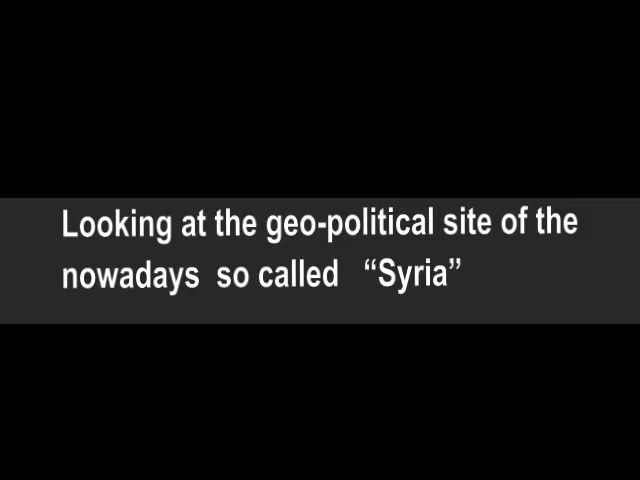 Looking at the geo-political site of the
nowadays so called “Syria”